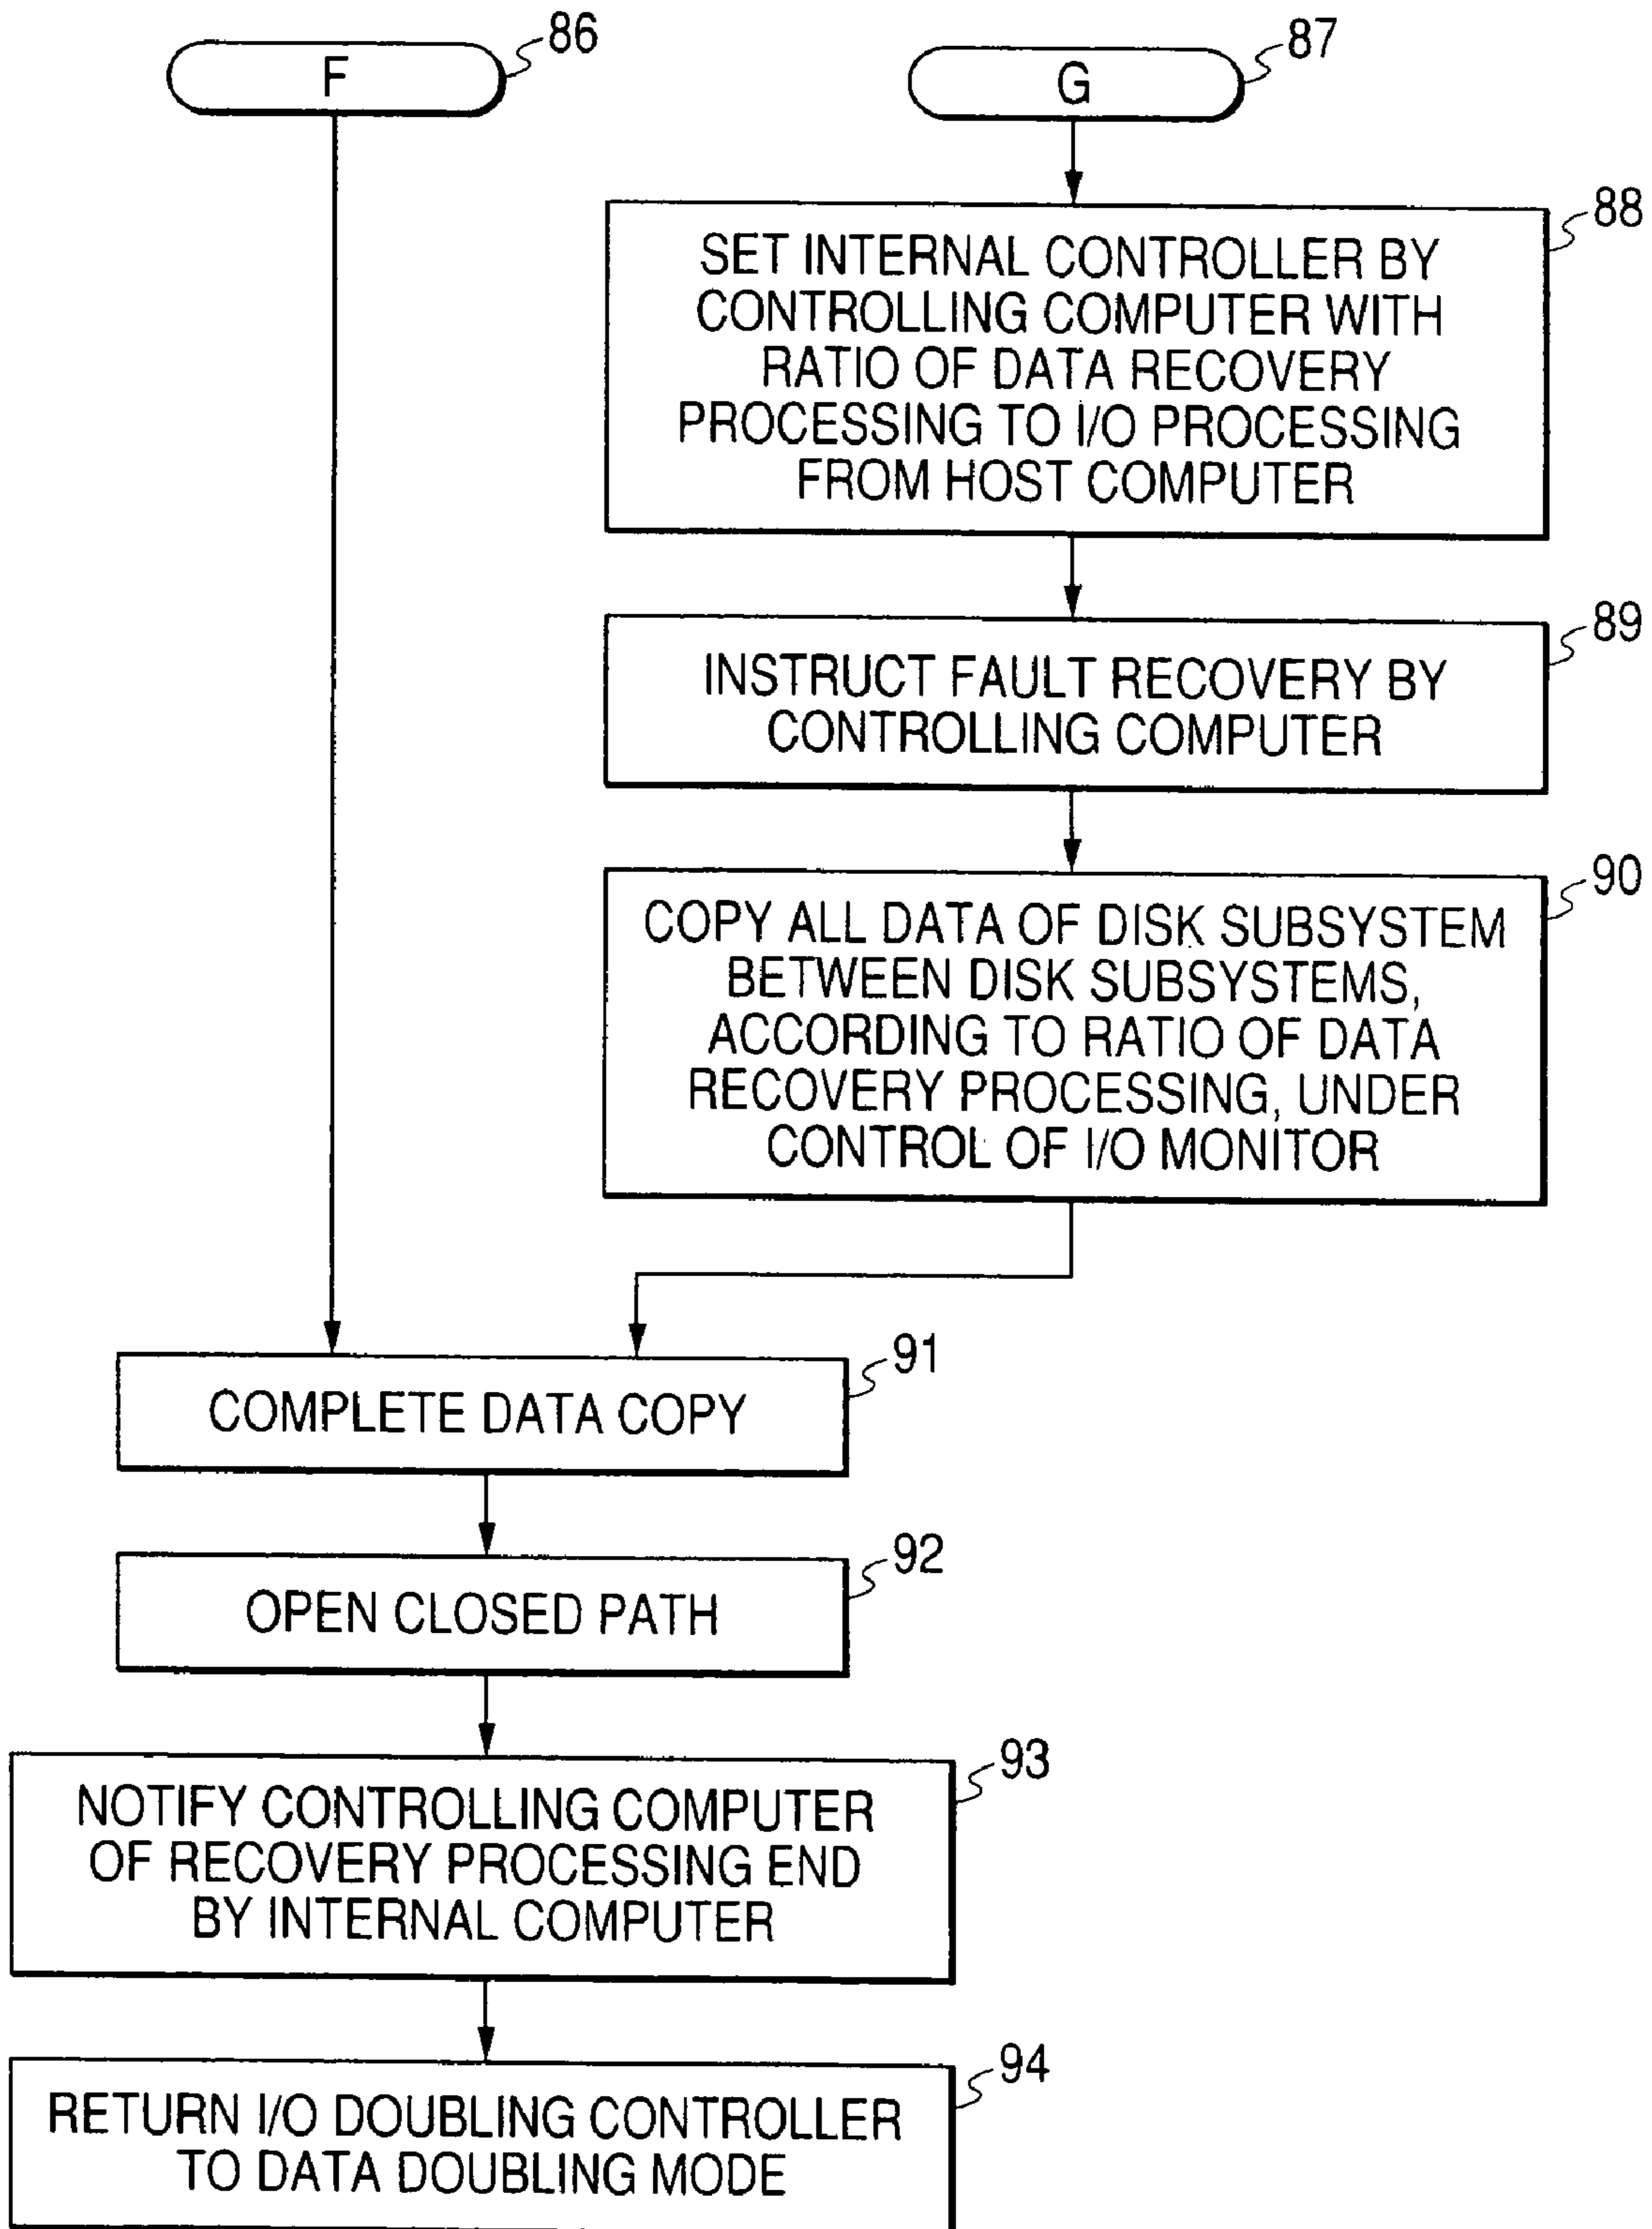 F
86
G
87
88
SET INTERNAL CONTROLLER BY
CONTROLLING COMPUTER WITH
RATIO OF DATA RECOVERY
PROCESSING TO I/O PROCESSING
FROM HOST COMPUTER
89
INSTRUCT FAULT RECOVERY BY
CONTROLLING COMPUTER
90
COPY ALL DATA OF DISK SUBSYSTEM
BETWEEN DISK SUBSYSTEMS,
ACCORDING TO RATIO OF DATA
RECOVERY PROCESSING, UNDER
CONTROL OF I/O MONITOR
91
COMPLETE DATA COPY
92
OPEN CLOSED PATH
93
NOTIFY CONTROLLING COMPUTER
OF RECOVERY PROCESSING END
BY INTERNAL COMPUTER
94
RETURN I/O DOUBLING CONTROLLER
TO DATA DOUBLING MODE